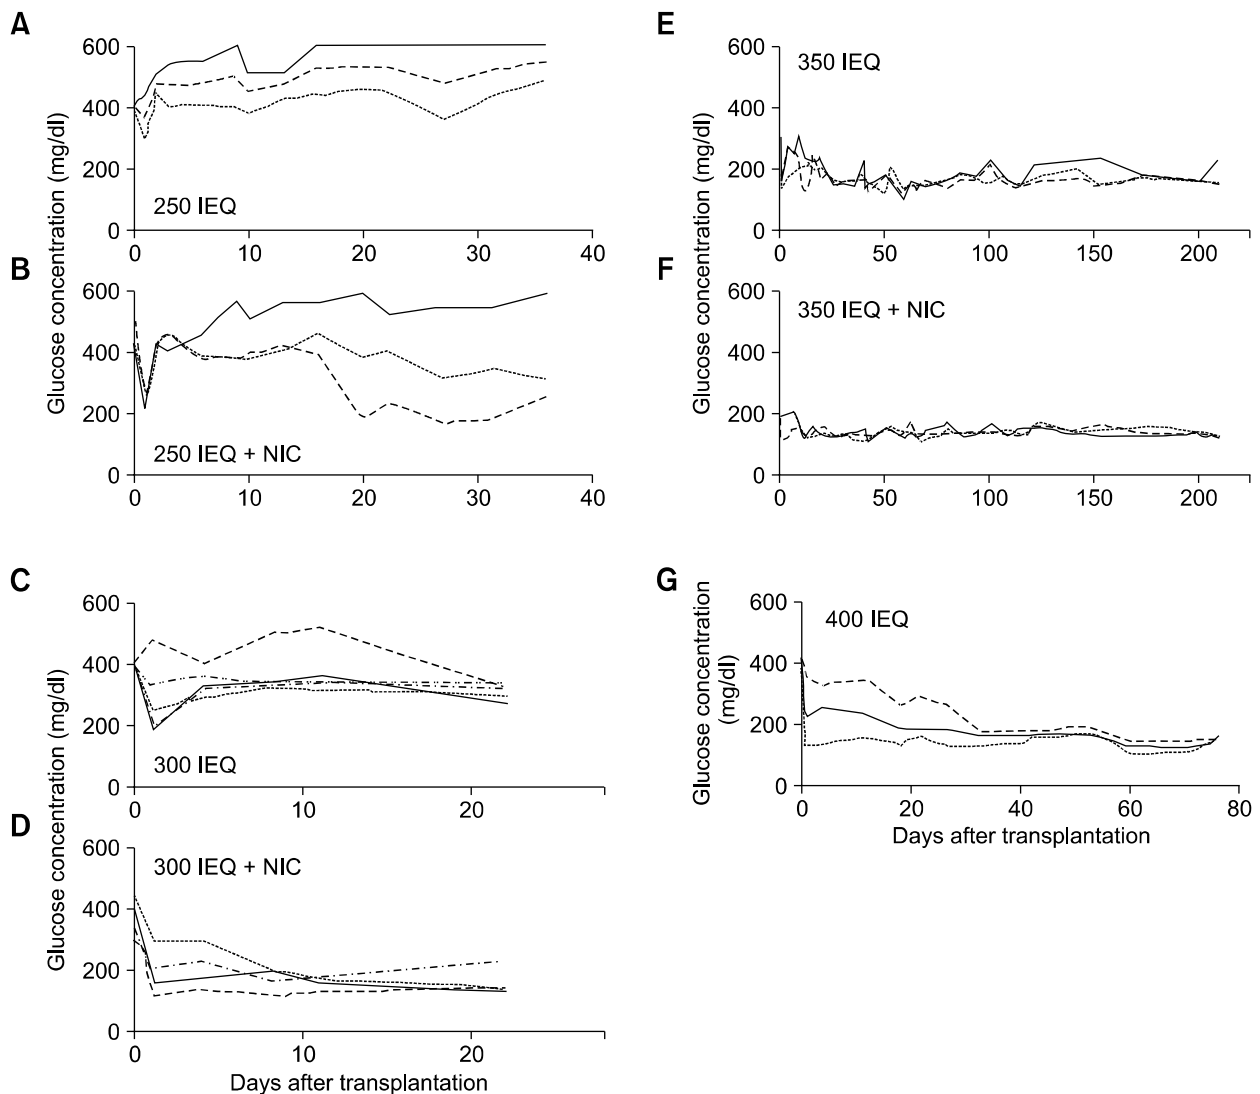 A
Glucose concentration (mg/dl)
600
400
200
0
250 IEQ
0 10 20 30 40
B
600
400
200
0
250 IEQ + NIC
0 10 20 30 40
C
Glucose concentration (mg/dl)
600
400
200
0
300 IEQ
0 10 20
D
600
400
200
0
300 IEQ + NIC
0 10 20
Days after transplantation
E
Glucose concentration (mg/dl)
600
400
200
0
350 IEQ
0 50 100 150 200
F
600
400
200
0
350 IEQ + NIC
0 50 100 150 200
G
Glucose concentration
(mg/dl)
600
400
200
0
400 IEQ
0 20 40 60 80
Days after transplantation